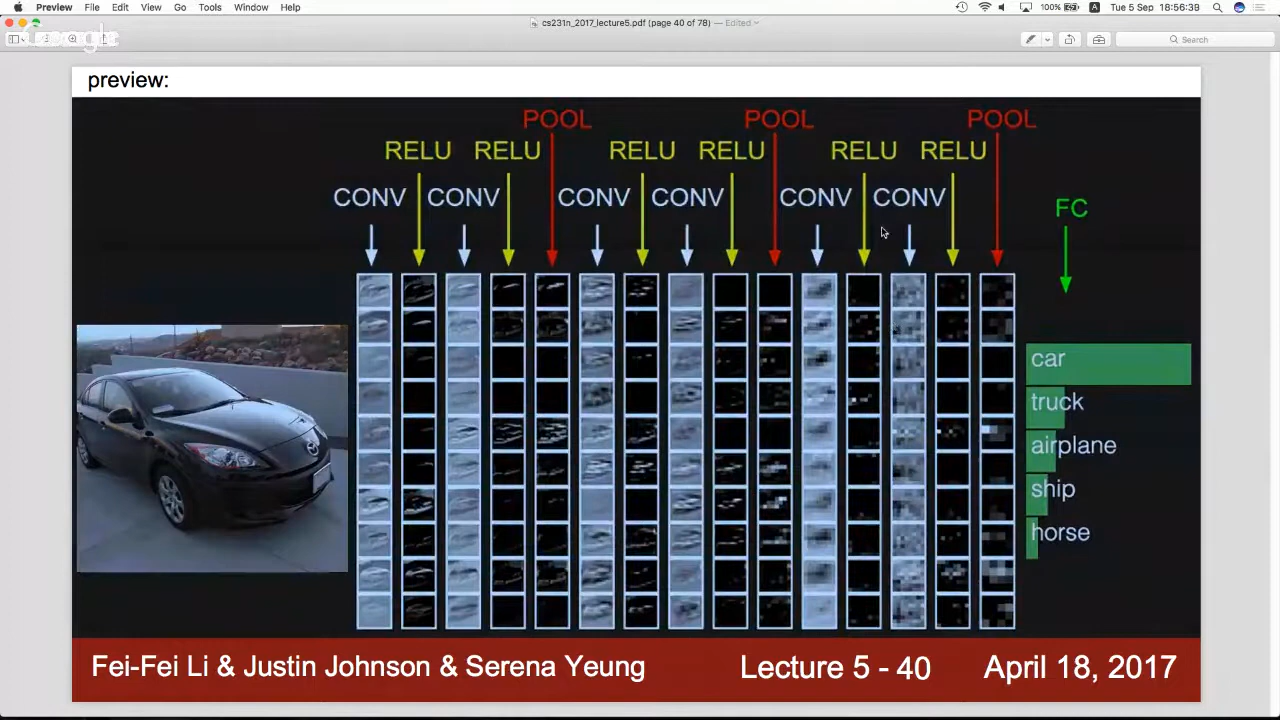 Preview File Edit View Go Tools Window Help 100% A Tue 5 Sep 18:56:39
cs231n_2017_lecture5.pdf (page 40 of 78) — Edited
Search
preview:
POOL POOL POOL
RELU RELU RELU RELU RELU RELU
CONV CONV CONV CONV CONV CONV
FC
car
truck
airplane
ship
horse
Fei-Fei Li & Justin Johnson & Serena Yeung Lecture 5 - 40 April 18, 2017